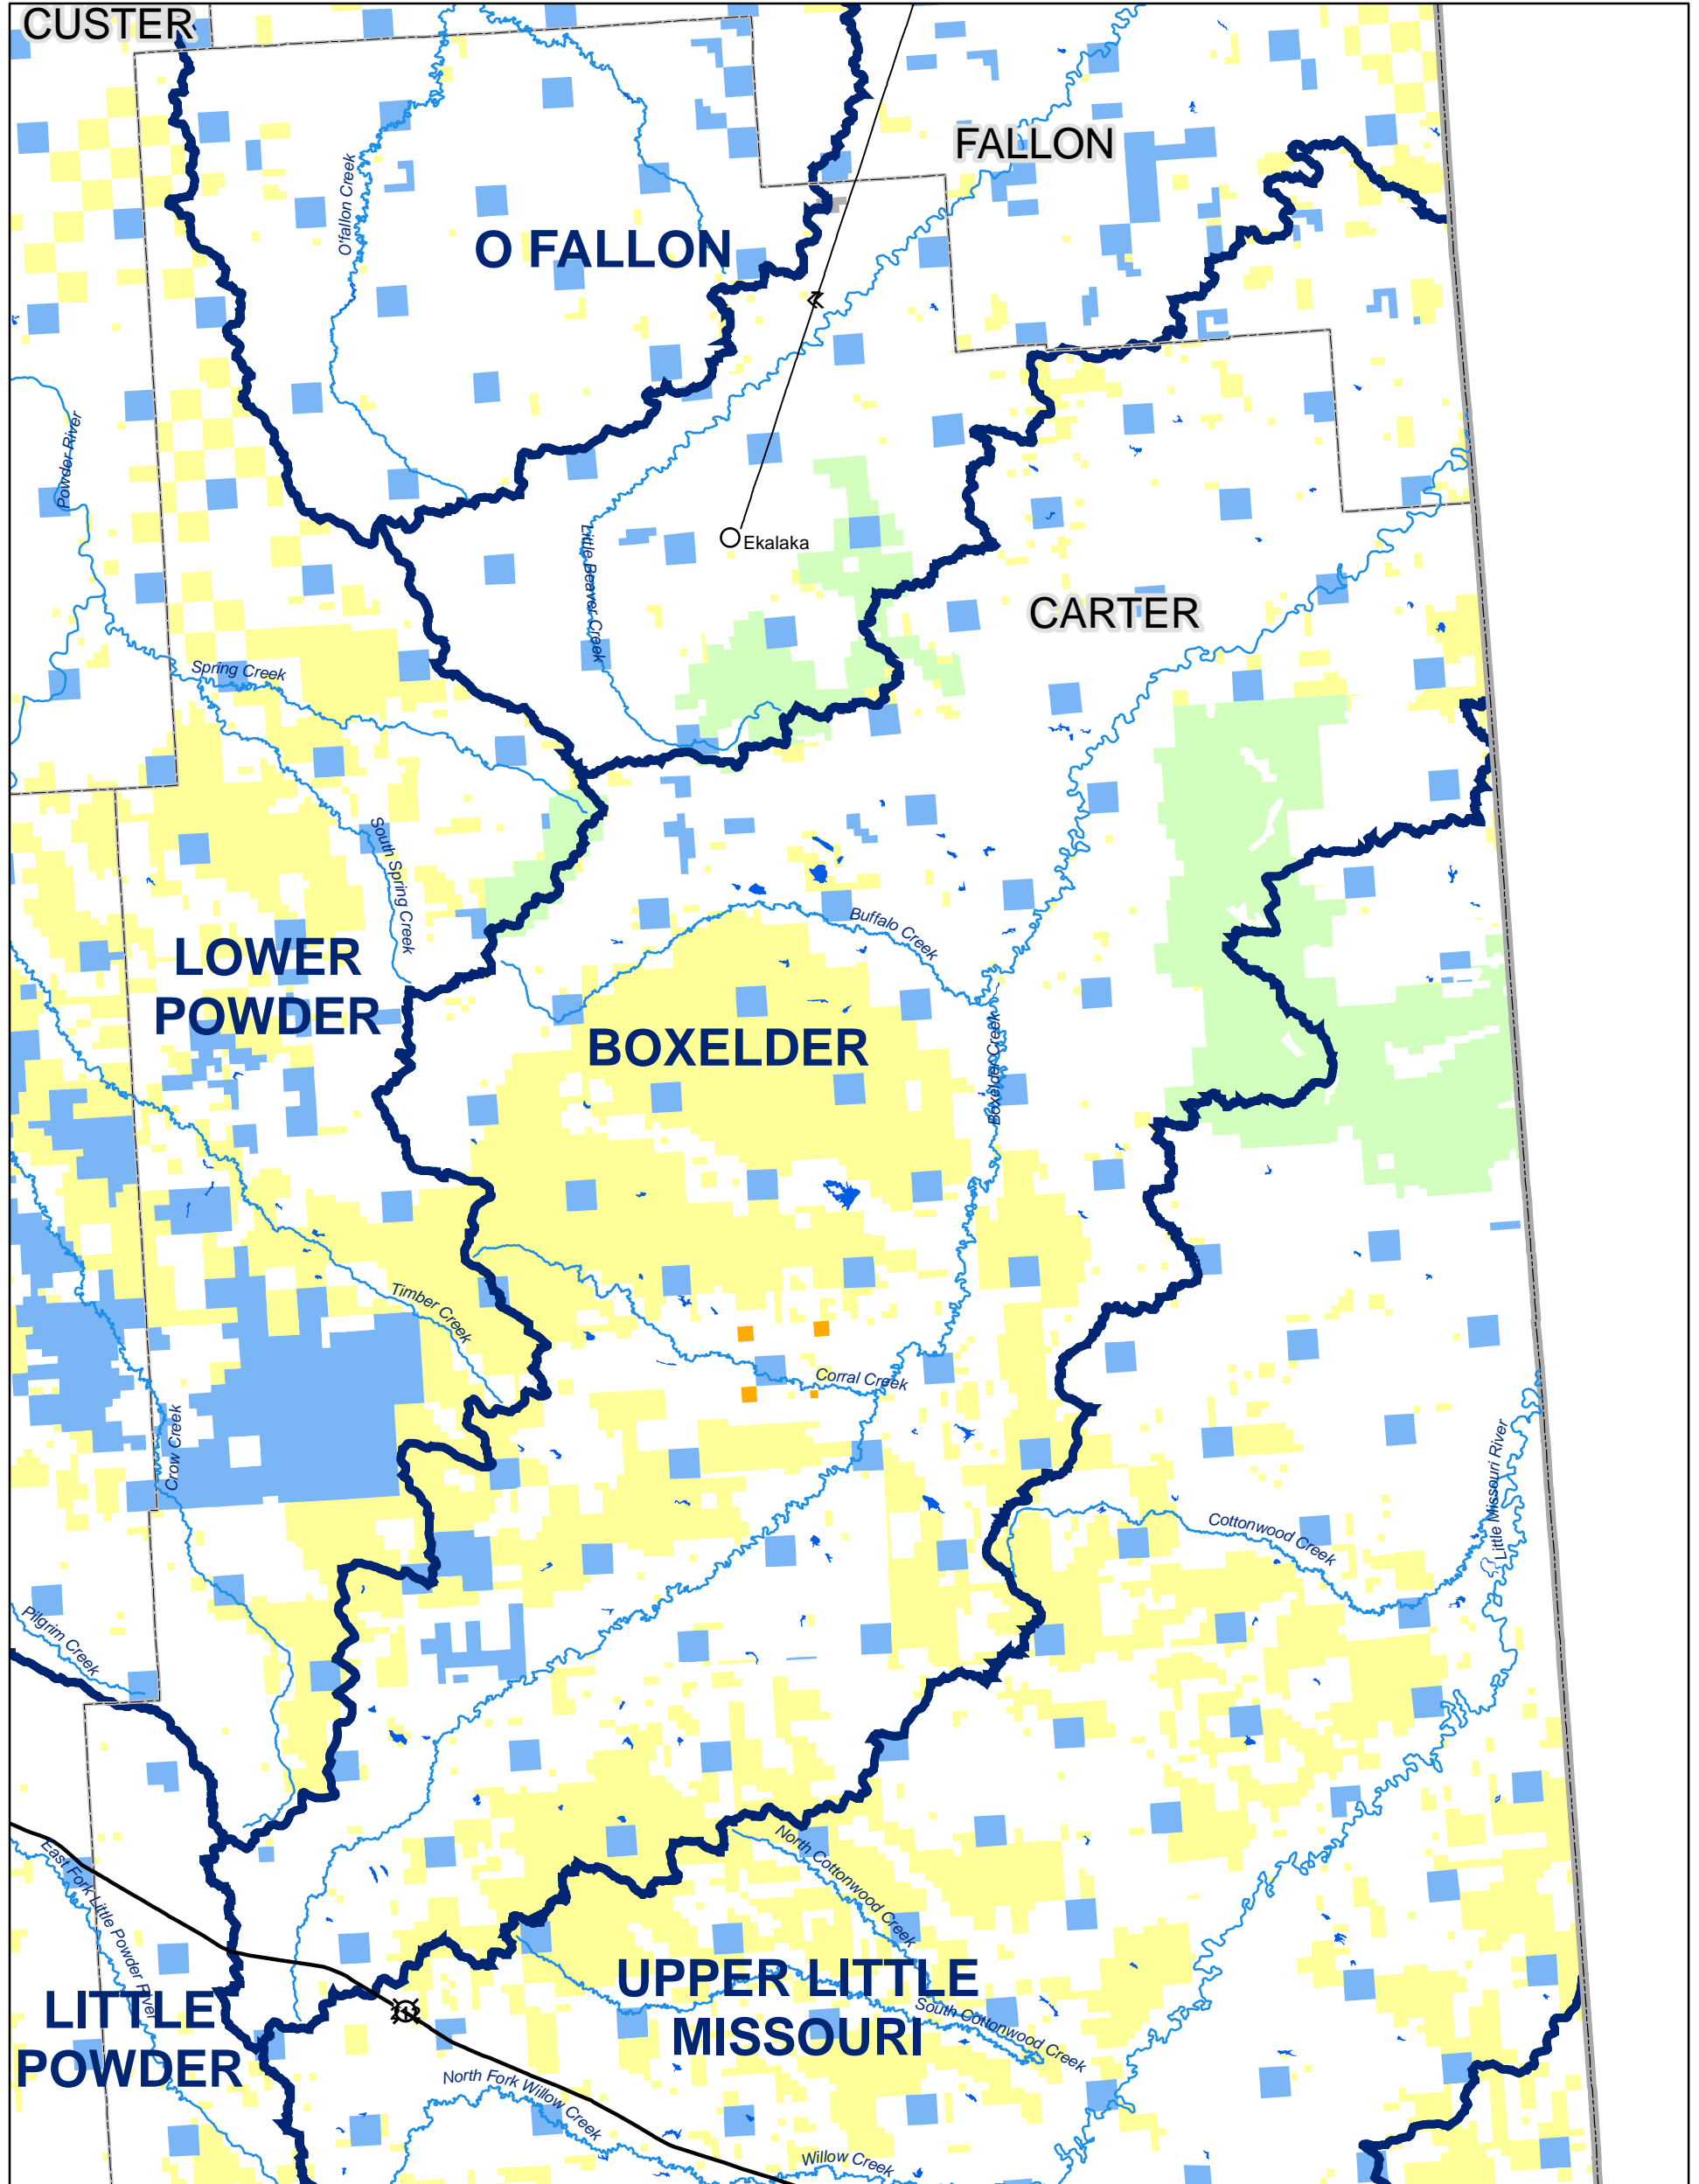 CUSTER
FALLON
O'fallon Creek
O FALLON
7
Powder River
Ekalaka
Little Beaver Creek
CARTER
Spring Creek
South Spring Creek
Buffalo Creek
LOWER
POWDER
BOXELDER
Boxelder Creek
Timber Creek
Corral Creek
Crow Creek
Little Missouri River
Cottonwood Creek
Pilgrim Creek
North Cottonwood Creek
East Fork Little Powder River
UPPER LITTLE
MISSOURI
South Cottonwood Creek
LITTLE
POWDER
212
North Fork Willow Creek
Willow Creek